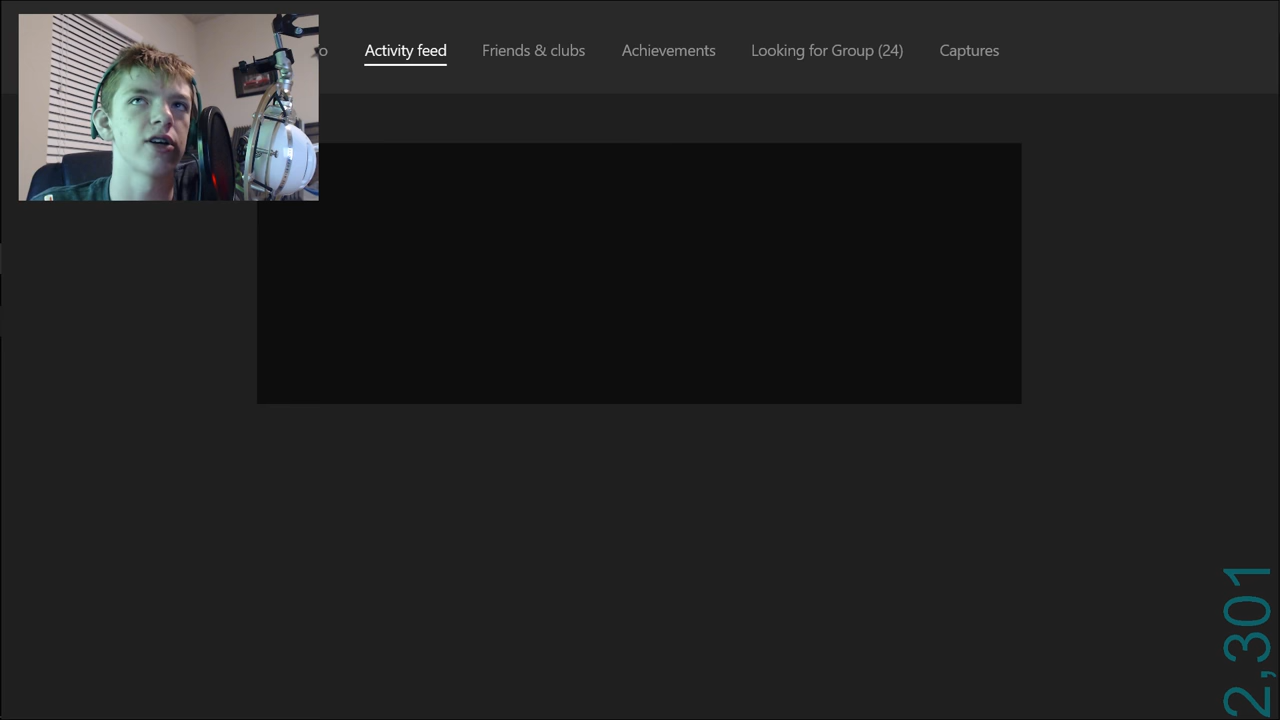 o Activity feed Friends & clubs Achievements Looking for Group (24) Captures
2,301